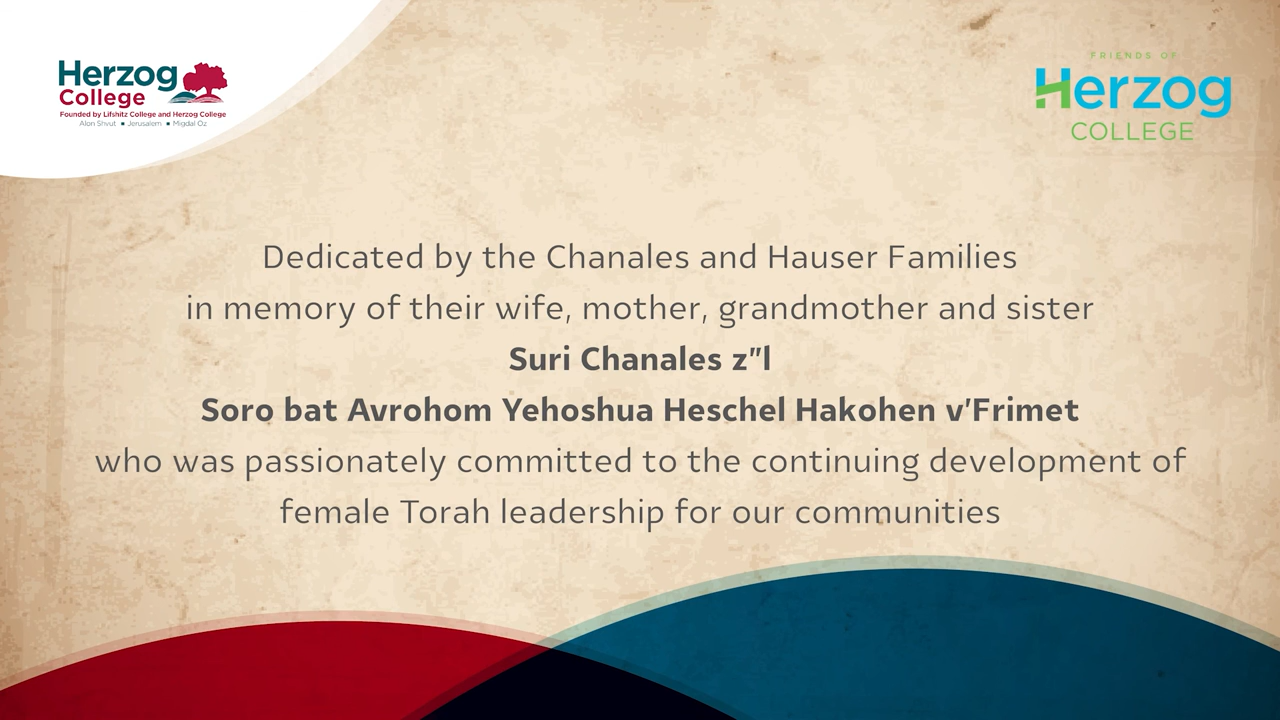 Herzog
College
Founded by Lifshitz College and Herzog College
Alon Shvut ▪ Jerusalem ▪ Migdal Oz
FRIENDS OF
Herzog
COLLEGE
Dedicated by the Chanales and Hauser Families
in memory of their wife, mother, grandmother and sister
Suri Chanales z"l
Soro bat Avrohom Yehoshua Heschel Hakohen v'Frimet
who was passionately committed to the continuing development of
female Torah leadership for our communities